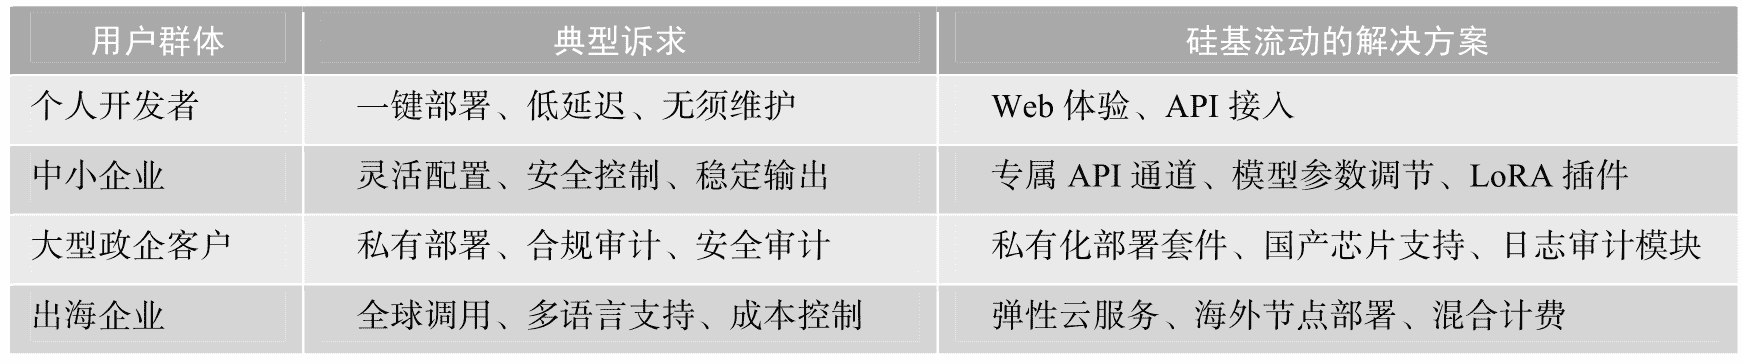 用户群体 典型诉求 硅基流动的解决方案
个人开发者 一键部署、低延迟、无须维护 Web 体验、API 接入
中小企业 灵活配置、安全控制、稳定输出 专属 API 通道、模型参数调节、LoRA 插件
大型政企客户 私有部署、合规审计、安全审计 私有化部署套件、国产芯片支持、日志审计模块
出海企业 全球调用、多语言支持、成本控制 弹性云服务、海外节点部署、混合计费